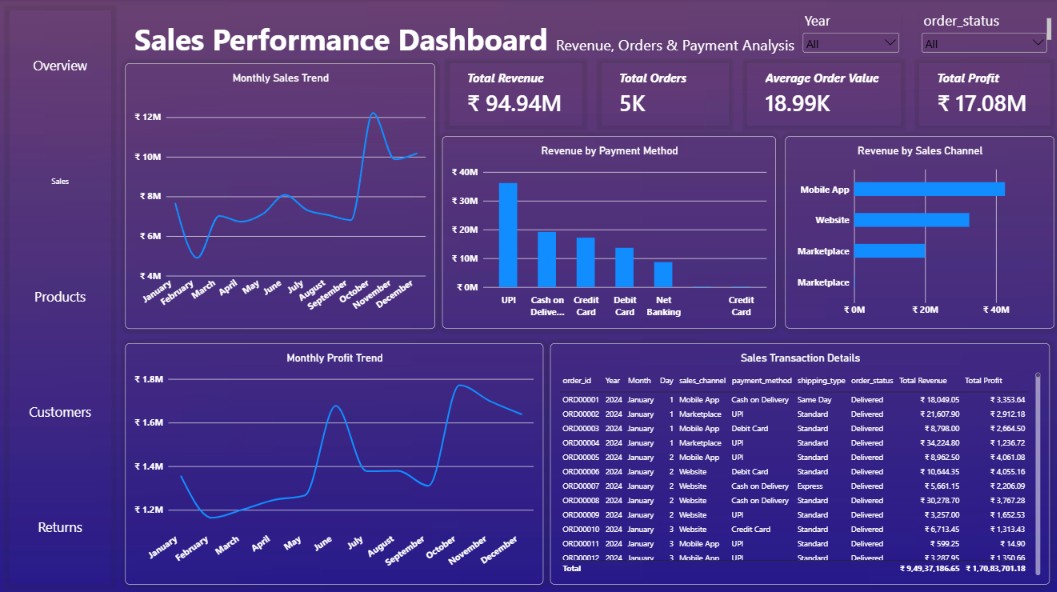 Sales Performance Dashboard Revenue, Orders & Payment Analysis
Year
All
order_status
All
Overview
Sales
Products
Customers
Returns
Total Revenue
₹ 94.94M
Total Orders
5K
Average Order Value
18.99K
Total Profit
₹ 17.08M
Monthly Sales Trend
₹ 12M
₹ 10M
₹ 8M
₹ 6M
₹ 4M
January February March April May June July August September October November December
Revenue by Payment Method
₹ 40M
₹ 30M
₹ 20M
₹ 10M
₹ 0M
UPI
Cash on
Delive...
Credit
Card
Debit
Card
Net
Banking
Credit
Card
Revenue by Sales Channel
Mobile App
Website
Marketplace
Marketplace
₹ 0M ₹ 20M ₹ 40M
Monthly Profit Trend
₹ 1.8M
₹ 1.6M
₹ 1.4M
₹ 1.2M
January February March April May June July August September October November December
Sales Transaction Details
order_id Year Month Day sales_channel payment_method shipping_type order_status Total Revenue Total Profit
ORD00001 2024 January 1 Mobile App Cash on Delivery Same Day Delivered ₹ 18,049.05 ₹ 3,353.64
ORD00002 2024 January 1 Marketplace UPI Standard Delivered ₹ 21,607.90 ₹ 2,912.18
ORD00003 2024 January 1 Mobile App Debit Card Standard Delivered ₹ 8,798.00 ₹ 2,664.50
ORD00004 2024 January 1 Marketplace UPI Standard Delivered ₹ 34,224.80 ₹ 1,236.72
ORD00005 2024 January 2 Mobile App UPI Standard Delivered ₹ 8,962.50 ₹ 4,061.08
ORD00006 2024 January 2 Website Debit Card Standard Delivered ₹ 10,644.35 ₹ 4,055.16
ORD00007 2024 January 2 Website Cash on Delivery Express Delivered ₹ 5,661.15 ₹ 2,206.09
ORD00008 2024 January 2 Website Cash on Delivery Standard Delivered ₹ 30,278.70 ₹ 3,767.28
ORD00009 2024 January 2 Website UPI Standard Delivered ₹ 3,257.00 ₹ 1,652.53
ORD00010 2024 January 3 Website Credit Card Standard Delivered ₹ 6,713.45 ₹ 1,313.43
ORD00011 2024 January 3 Mobile App UPI Standard Delivered ₹ 599.25 ₹ 14.90
ORD00012 2024 January 3 Mobile App UPI Standard Delivered ₹ 3,287.95 ₹ 1,350.66
Total ₹ 9,49,37,186.65 ₹ 1,70,83,701.18